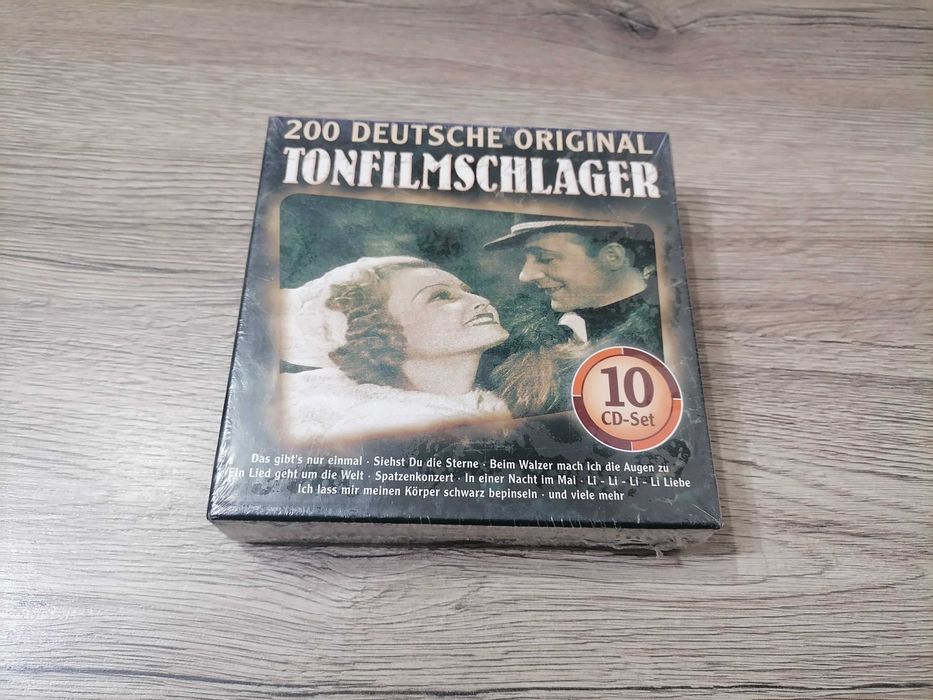 200 DEUTSCHE ORIGINAL
TONFILMSCHLAGER
10
CD-Set
Das gibt's nur einmal · Siehst Du die Sterne · Beim Walzer mach ich die Augen zu
Ein Lied geht um die Welt · Spatzenkonzert · In einer Nacht im Mai · Li - Li - Li - Li Liebe
Ich lass mir meinen Körper schwarz bepinseln · und viele mehr